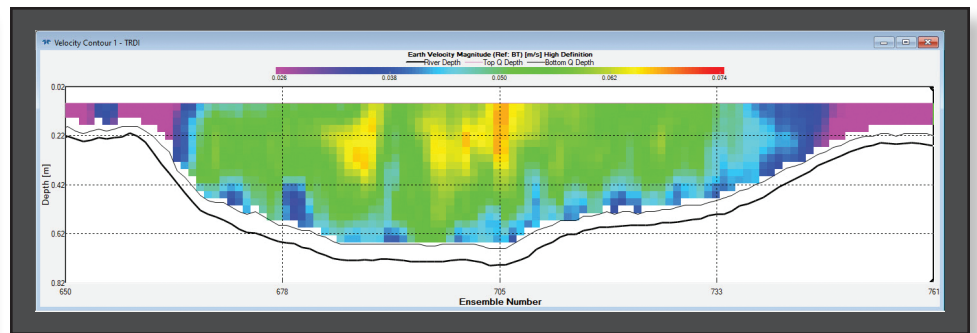 Velocity Contour 1 - TRDI
Earth Velocity Magnitude (Ref: BT) [m/s] High Definition
River Depth Top Q Depth Bottom Q Depth
0.026 0.038 0.050 0.062 0.074
0.02
0.22
0.42
0.62
0.82
Depth [m]
650 678 705 733 761
Ensemble Number